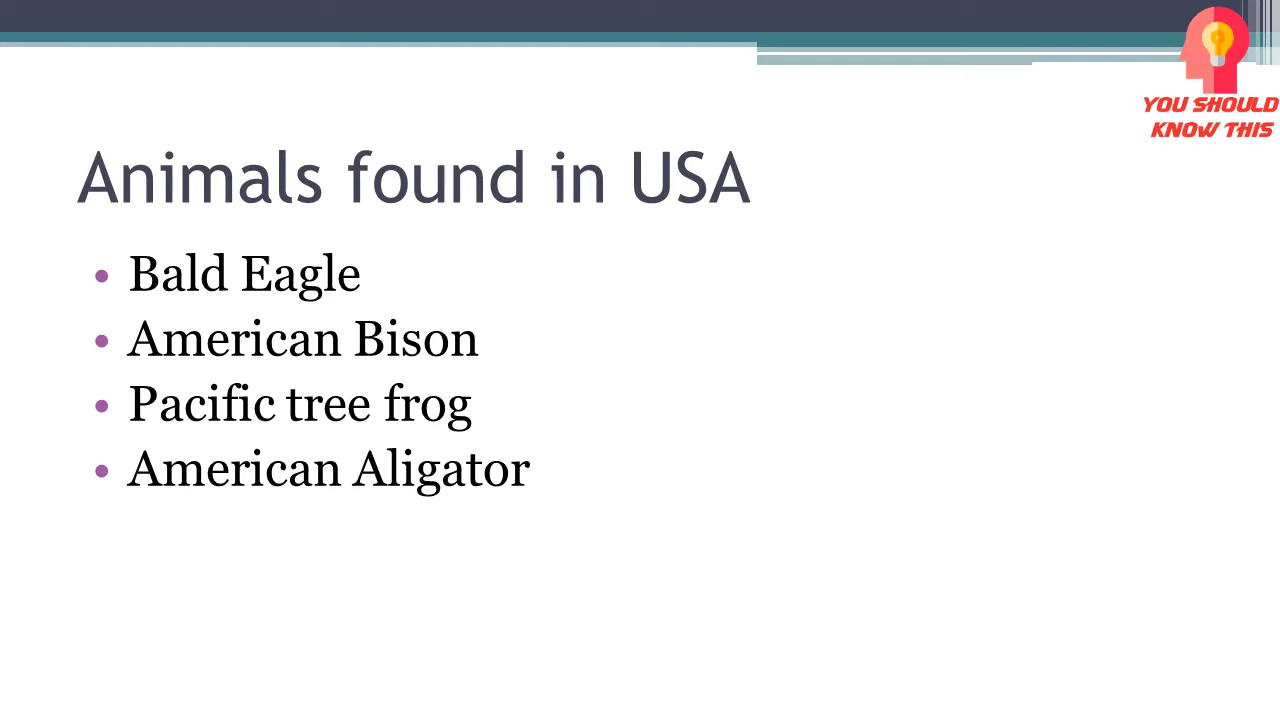 YOU SHOULD
KNOW THIS
Animals found in USA
• Bald Eagle
• American Bison
• Pacific tree frog
• American Aligator